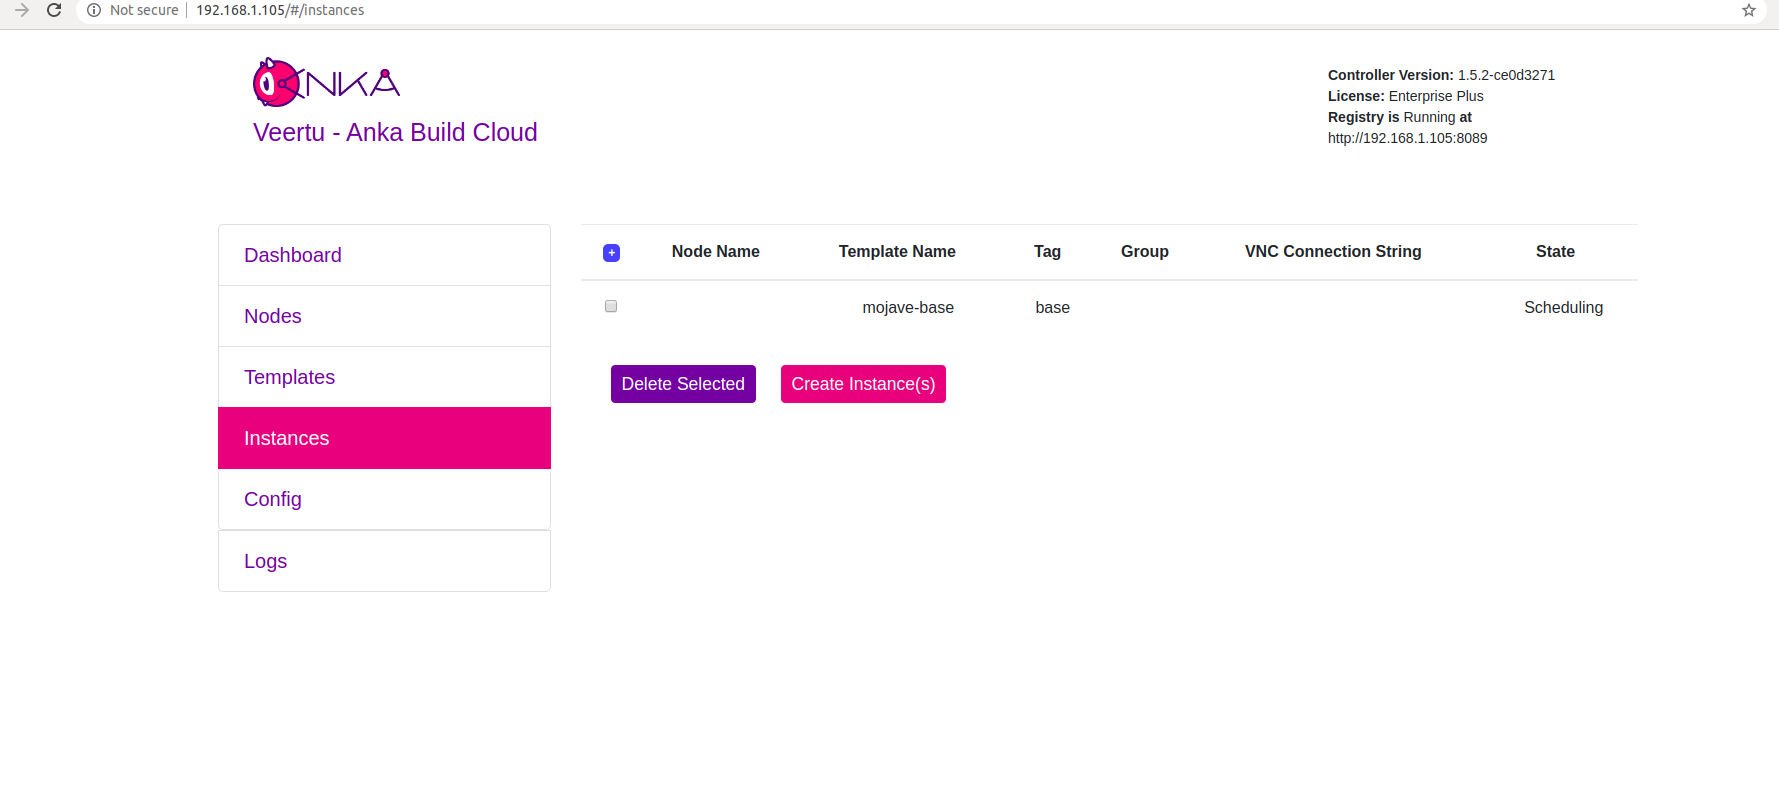 Not secure 192.168.1.105/#/instances
ANKA
Veertu - Anka Build Cloud
Controller Version: 1.5.2-ce0d3271
License: Enterprise Plus
Registry is Running at
http://192.168.1.105:8089
Dashboard
Nodes
Templates
Instances
Config
Logs
+ Node Name Template Name Tag Group VNC Connection String State
mojave-base base Scheduling
Delete Selected Create Instance(s)